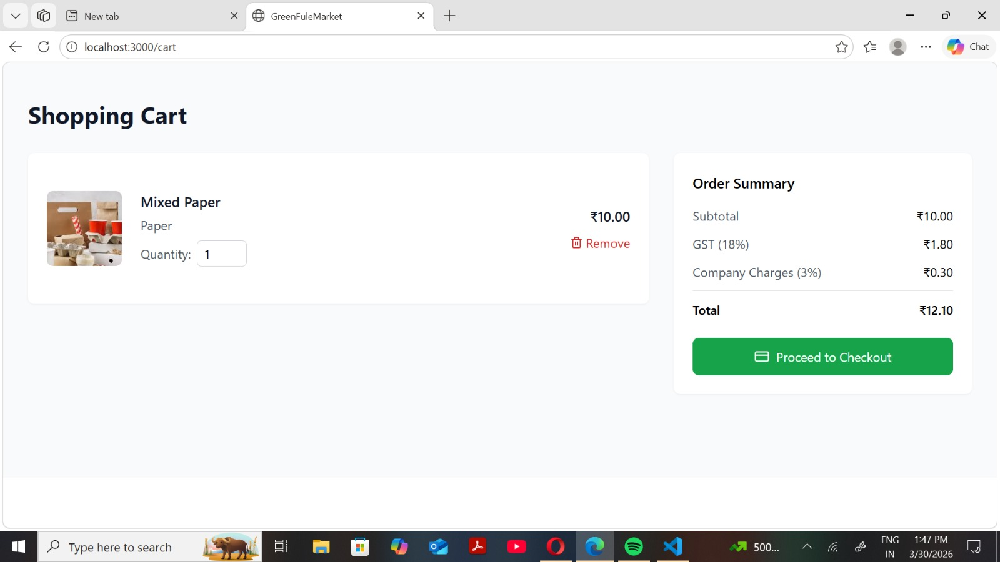 New tab
GreenFuleMarket
localhost:3000/cart
Chat
Shopping Cart
Mixed Paper
Paper
Quantity: 1
₹10.00
Remove
Order Summary
Subtotal ₹10.00
GST (18%) ₹1.80
Company Charges (3%) ₹0.30
Total ₹12.10
Proceed to Checkout
Type here to search
500...
ENG
IN
1:47 PM
3/30/2026